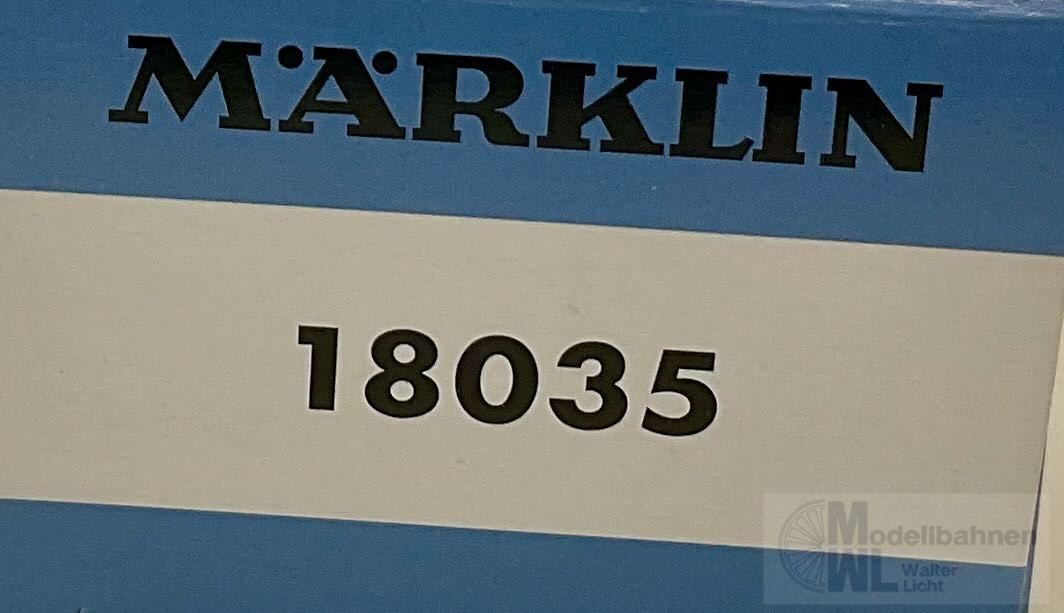 MÄRKLIN
18035
Modellbahnen
WL Walter
Licht